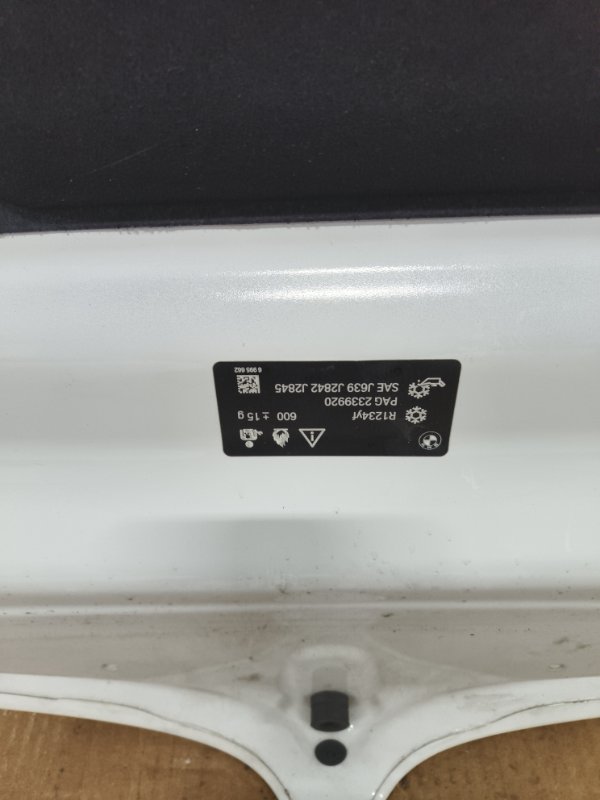 R1234yf 600 ± 15 g
PAG 2339920
SAE J639 J2842 J2845
6 995 662